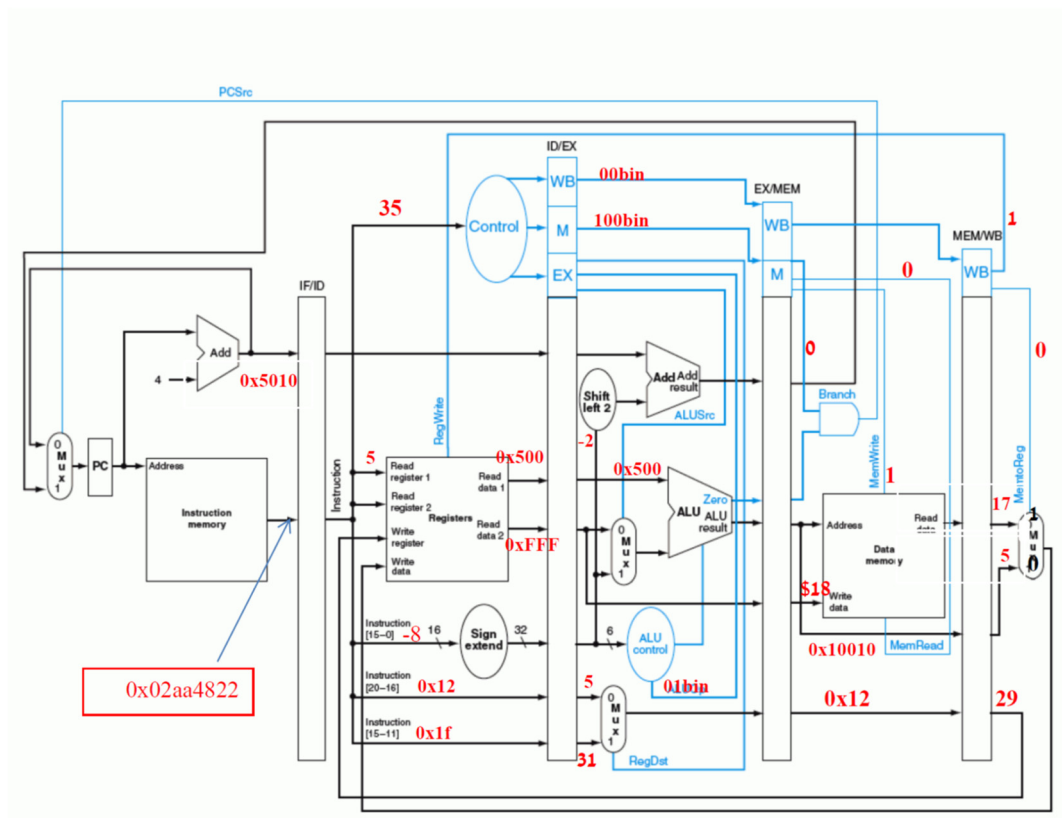 PCSrc
ID/EX
WB
00bin
EX/MEM
35
Control
M
100bin
WB
1
MEM/WB
EX
M
0
WB
IF/ID
Add
4
0x5010
Add Add
result
0
0
Shift
left 2
ALUSrc
Branch
RegWrite
-2
MemWrite
MemtoReg
0
M
u
x
1
PC
Address
Instruction
memory
Instruction
5
Read
register 1
Read
register 2
Write
register
Write
data
Registers
Read
data 1
Read
data 2
0x500
0xFFF
0x500
ALU
Zero
ALU
result
0
M
u
x
1
1
Address
Read
Data
memory
Write
data
$18
17
5
1
M
u
0
0x10010
MemRead
Instruction
[15–0]
-8
16
Sign
extend
32
6
ALU
control
01bin
0x02aa4822
Instruction
[20–16]
0x12
5
0
M
u
x
1
0x12
29
Instruction
[15–11]
0x1f
31
RegDst